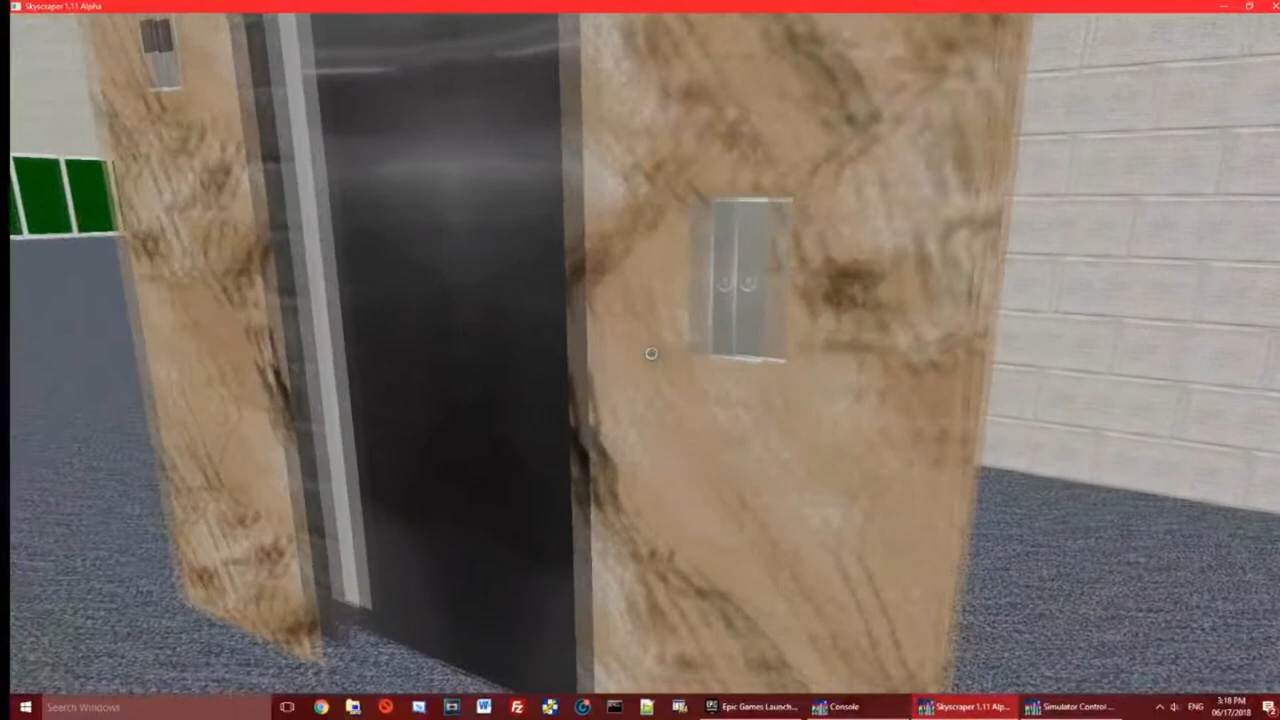 Skyscraper 1.11 Alpha
Search Windows
Epic Games Launch...
Console
Skyscraper 1.11 Alp...
Simulator Control ...
ENG
3:18 PM
06/17/2018